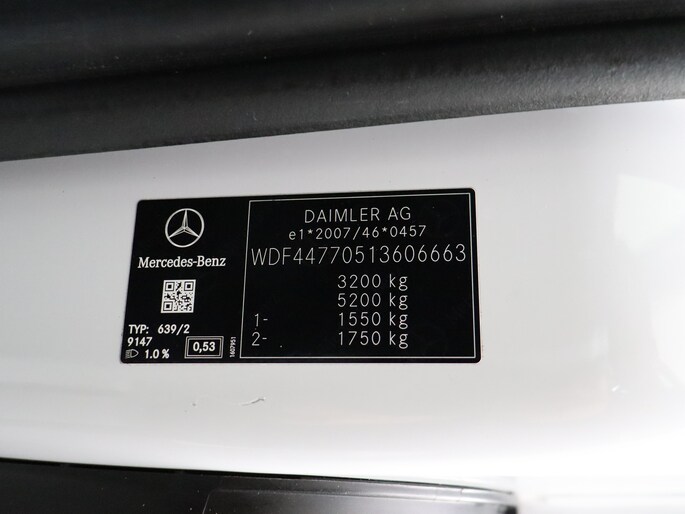 Mercedes-Benz
TYP: 639/2
9147
1.0 %
0,53
1607951
DAIMLER AG
e1*2007/46*0457
WDF44770513606663
3200 kg
5200 kg
1- 1550 kg
2- 1750 kg